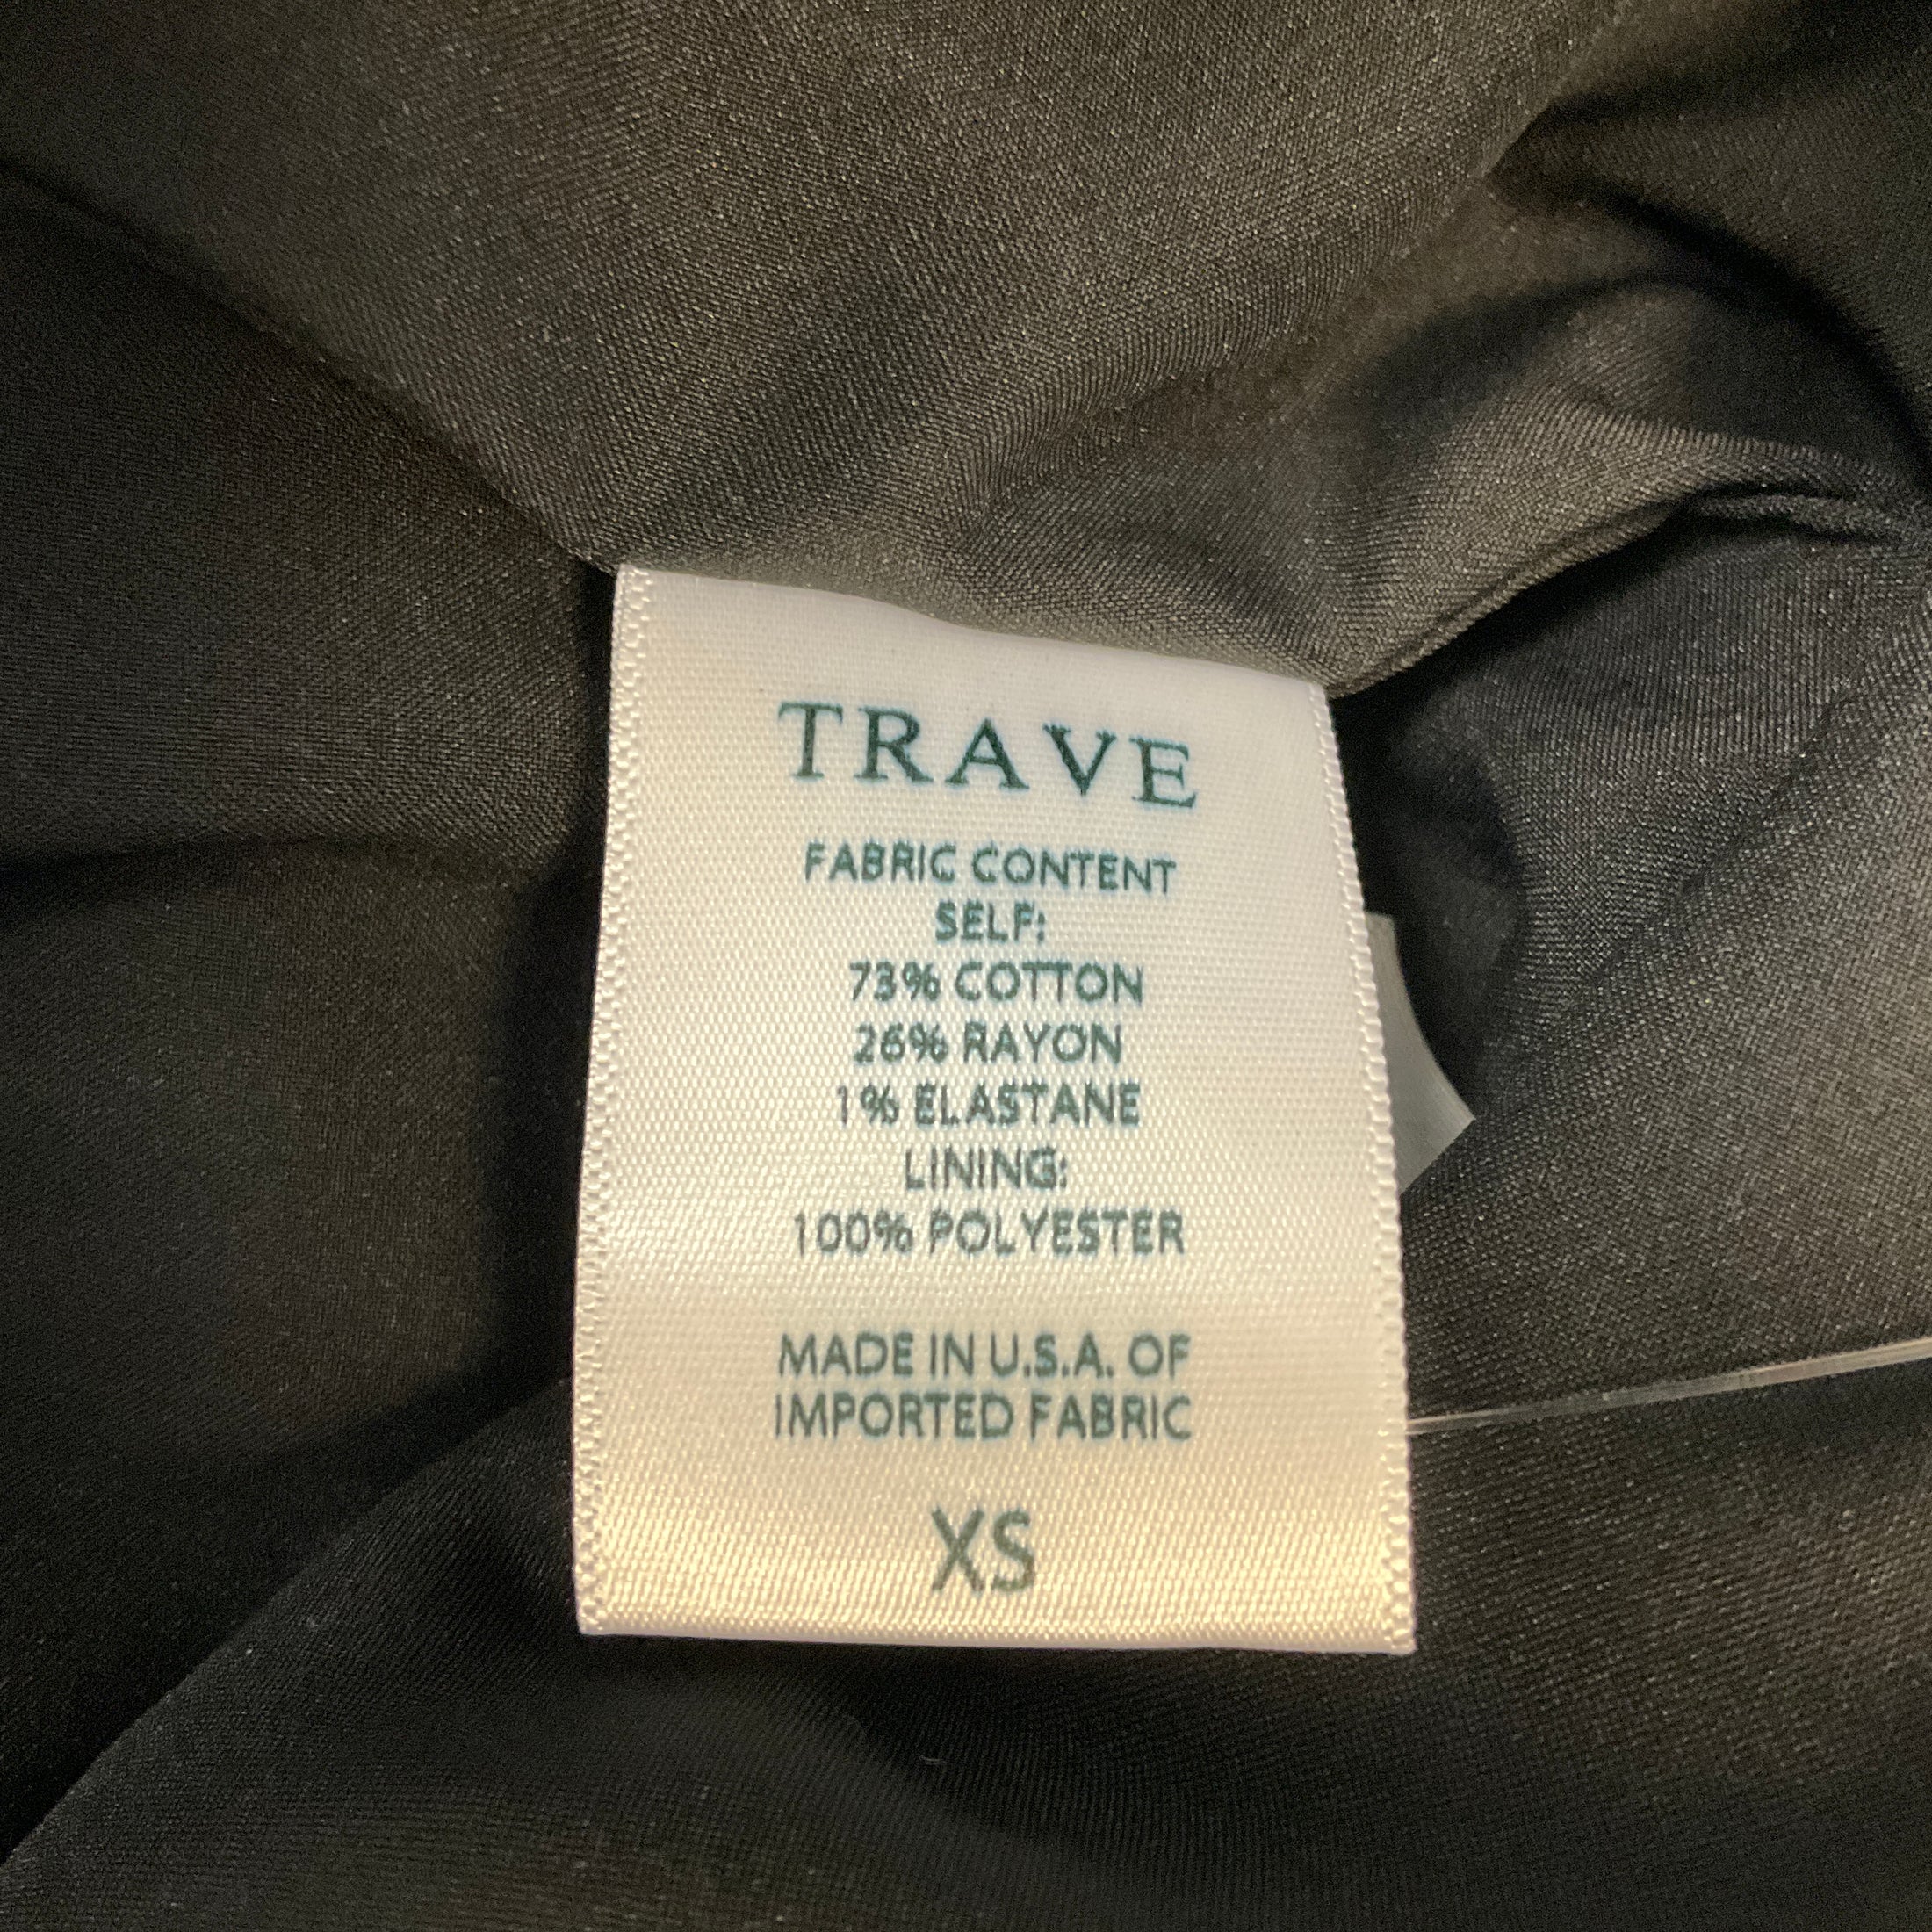 TRAVE
FABRIC CONTENT
SELF:
73% COTTON
26% RAYON
1% ELASTANE
LINING:
100% POLYESTER
MADE IN U.S.A. OF
IMPORTED FABRIC
XS